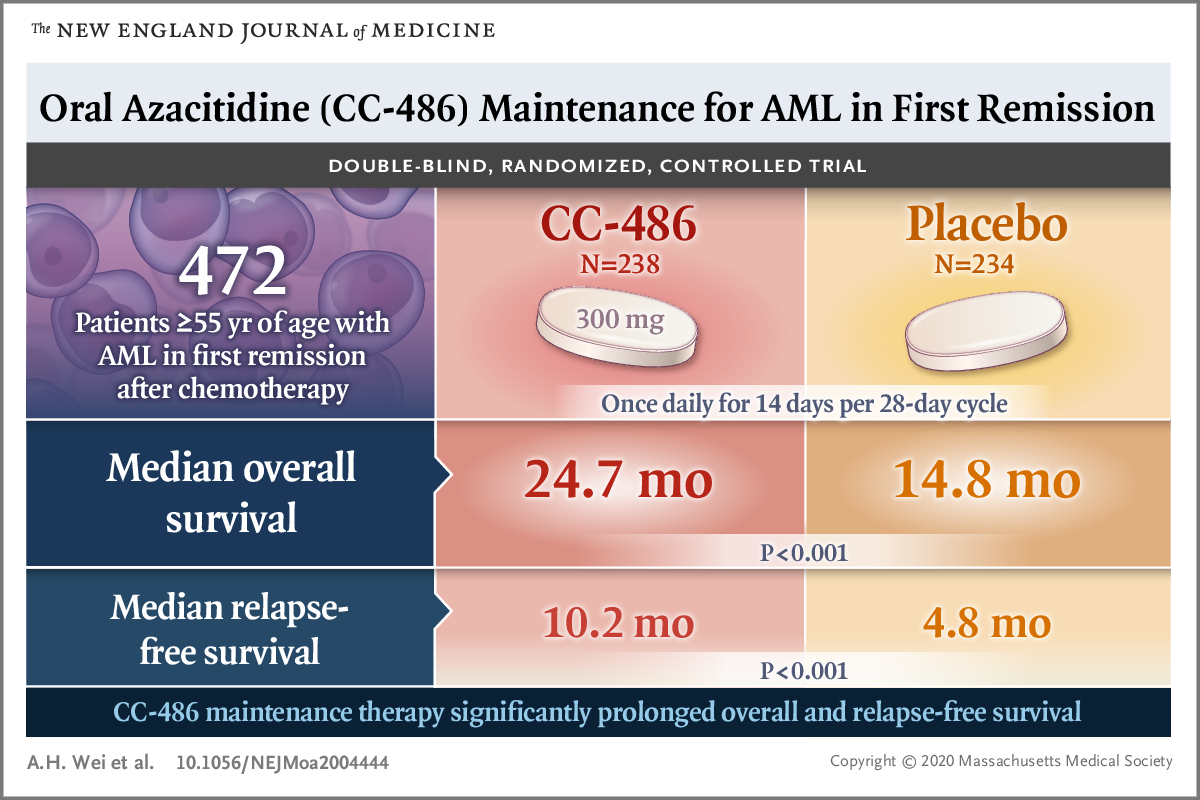 The NEW ENGLAND JOURNAL of MEDICINE
Oral Azacitidine (CC-486) Maintenance for AML in First Remission
DOUBLE-BLIND, RANDOMIZED, CONTROLLED TRIAL
472
Patients ≥55 yr of age with
AML in first remission
after chemotherapy
CC-486
N=238
300 mg
Placebo
N=234
Once daily for 14 days per 28-day cycle
Median overall
survival
24.7 mo
14.8 mo
P<0.001
Median relapse-
free survival
10.2 mo
4.8 mo
P<0.001
CC-486 maintenance therapy significantly prolonged overall and relapse-free survival
A.H. Wei et al. 10.1056/NEJMoa2004444
Copyright © 2020 Massachusetts Medical Society